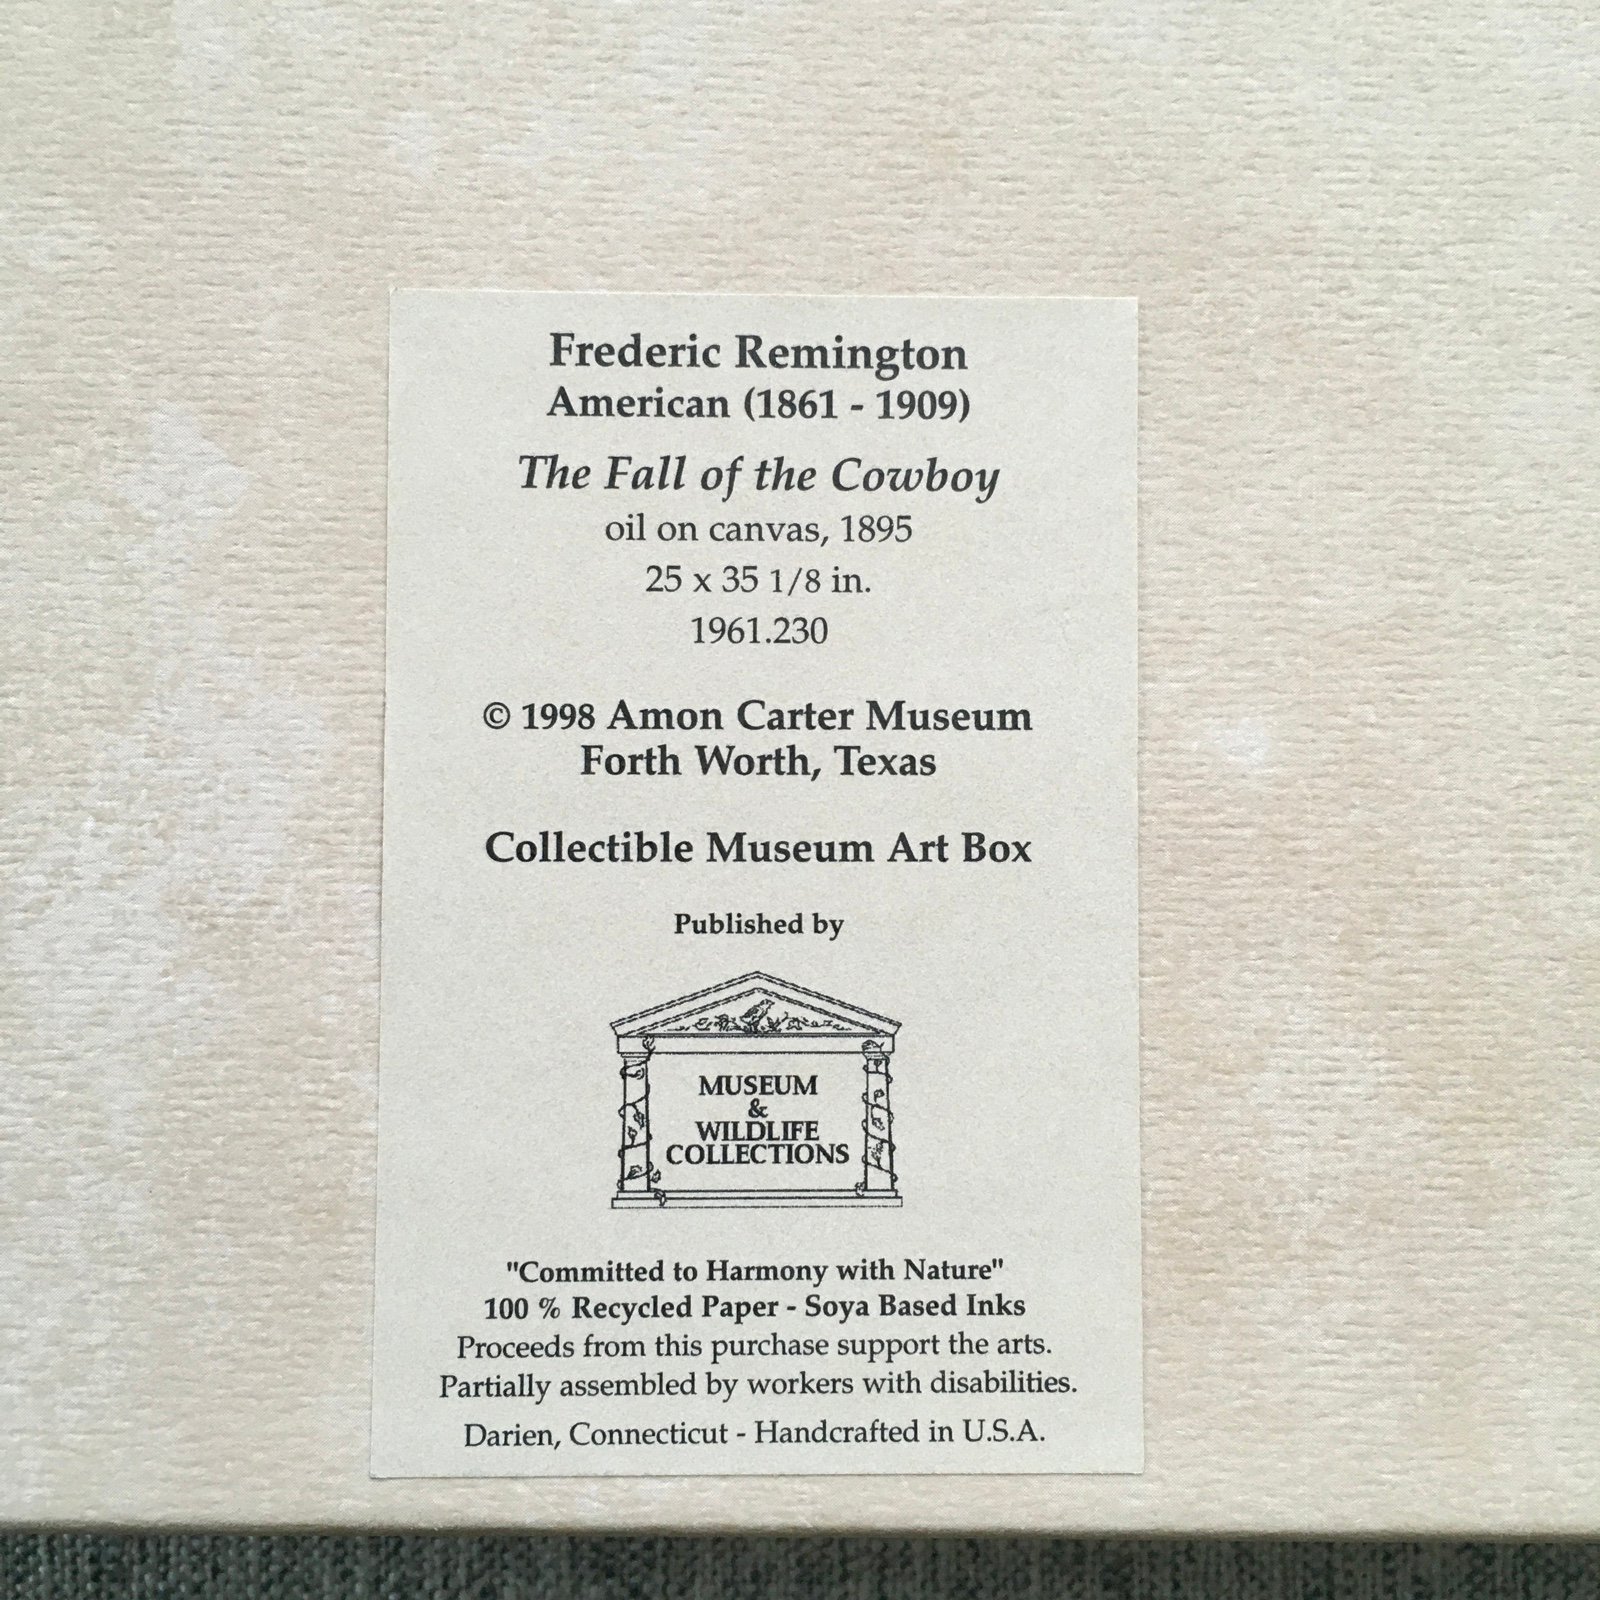 Frederic Remington
American (1861 - 1909)
The Fall of the Cowboy
oil on canvas, 1895
25 x 35 1/8 in.
1961.230
© 1998 Amon Carter Museum
Forth Worth, Texas
Collectible Museum Art Box
Published by
MUSEUM
&
WILDLIFE
COLLECTIONS
"Committed to Harmony with Nature"
100 % Recycled Paper - Soya Based Inks
Proceeds from this purchase support the arts.
Partially assembled by workers with disabilities.
Darien, Connecticut - Handcrafted in U.S.A.